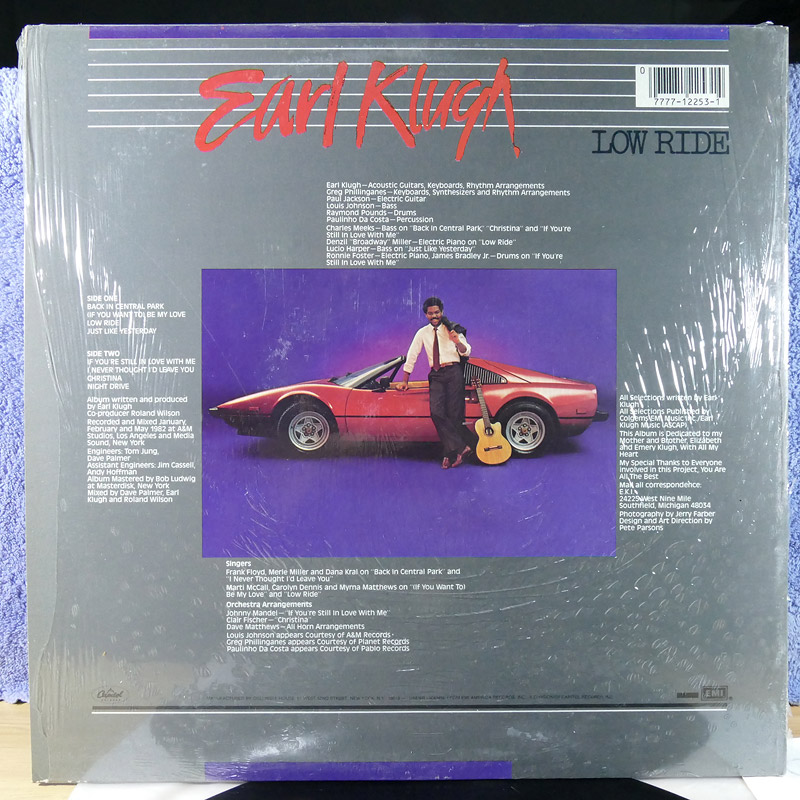 Earl Klugh
0
7777-12253-1
LOW RIDE
Earl Klugh—Acoustic Guitars, Keyboards, Rhythm Arrangements
Greg Phillinganes—Keyboards, Synthesizers and Rhythm Arrangements
Paul Jackson—Electric Guitar
Louis Johnson—Bass
Raymond Pounds—Drums
Paulinho Da Costa—Percussion
Charles Meeks—Bass on "Back In Central Park," "Christina" and "If You're
Still In Love With Me"
Denzil "Broadway" Miller—Electric Piano on "Low Ride"
Lucio Harper—Bass on "Just Like Yesterday"
Ronnie Foster—Electric Piano, James Bradley Jr.—Drums on "If You're
Still In Love With Me"
SIDE ONE
BACK IN CENTRAL PARK
(IF YOU WANT TO) BE MY LOVE
LOW RIDE
JUST LIKE YESTERDAY
SIDE TWO
IF YOU'RE STILL IN LOVE WITH ME
I NEVER THOUGHT I'D LEAVE YOU
CHRISTINA
NIGHT DRIVE
Album written and produced
by Earl Klugh
Co-producer Roland Wilson
Recorded and Mixed January,
February and May 1982 at A&M
Studios, Los Angeles and Media
Sound, New York
Engineers: Tom Jung,
Dave Palmer
Assistant Engineers: Jim Cassell,
Andy Hoffman
Album Mastered by Bob Ludwig
at Masterdisk, New York
Mixed by Dave Palmer, Earl
Klugh and Roland Wilson
All Selections written by Earl
Klugh
All Selections Published by
Colgems/EMI Music Inc./Earl
Klugh Music (ASCAP)
This Album is Dedicated to my
Mother and Brother, Elizabeth
and Emery Klugh, With All My
Heart
My Special Thanks to Everyone
involved in this Project, You Are
All The Best
Mail all correspondence:
E.K.I.
24225 West Nine Mile
Southfield, Michigan 48034
Photography by Jerry Farber
Design and Art Direction by
Pete Parsons
Singers
Frank Floyd, Merle Miller and Dana Kral on "Back In Central Park" and
"I Never Thought I'd Leave You"
Marti McCall, Carolyn Dennis and Myrna Matthews on "(If You Want To)
Be My Love" and "Low Ride"
Orchestra Arrangements
Johnny Mandel—"If You're Still In Love With Me"
Clair Fischer—"Christina"
Dave Matthews—All Horn Arrangements
Louis Johnson appears Courtesy of A&M Records
Greg Phillinganes appears Courtesy of Planet Records
Paulinho Da Costa appears Courtesy of Pablo Records
Capitol
EMI